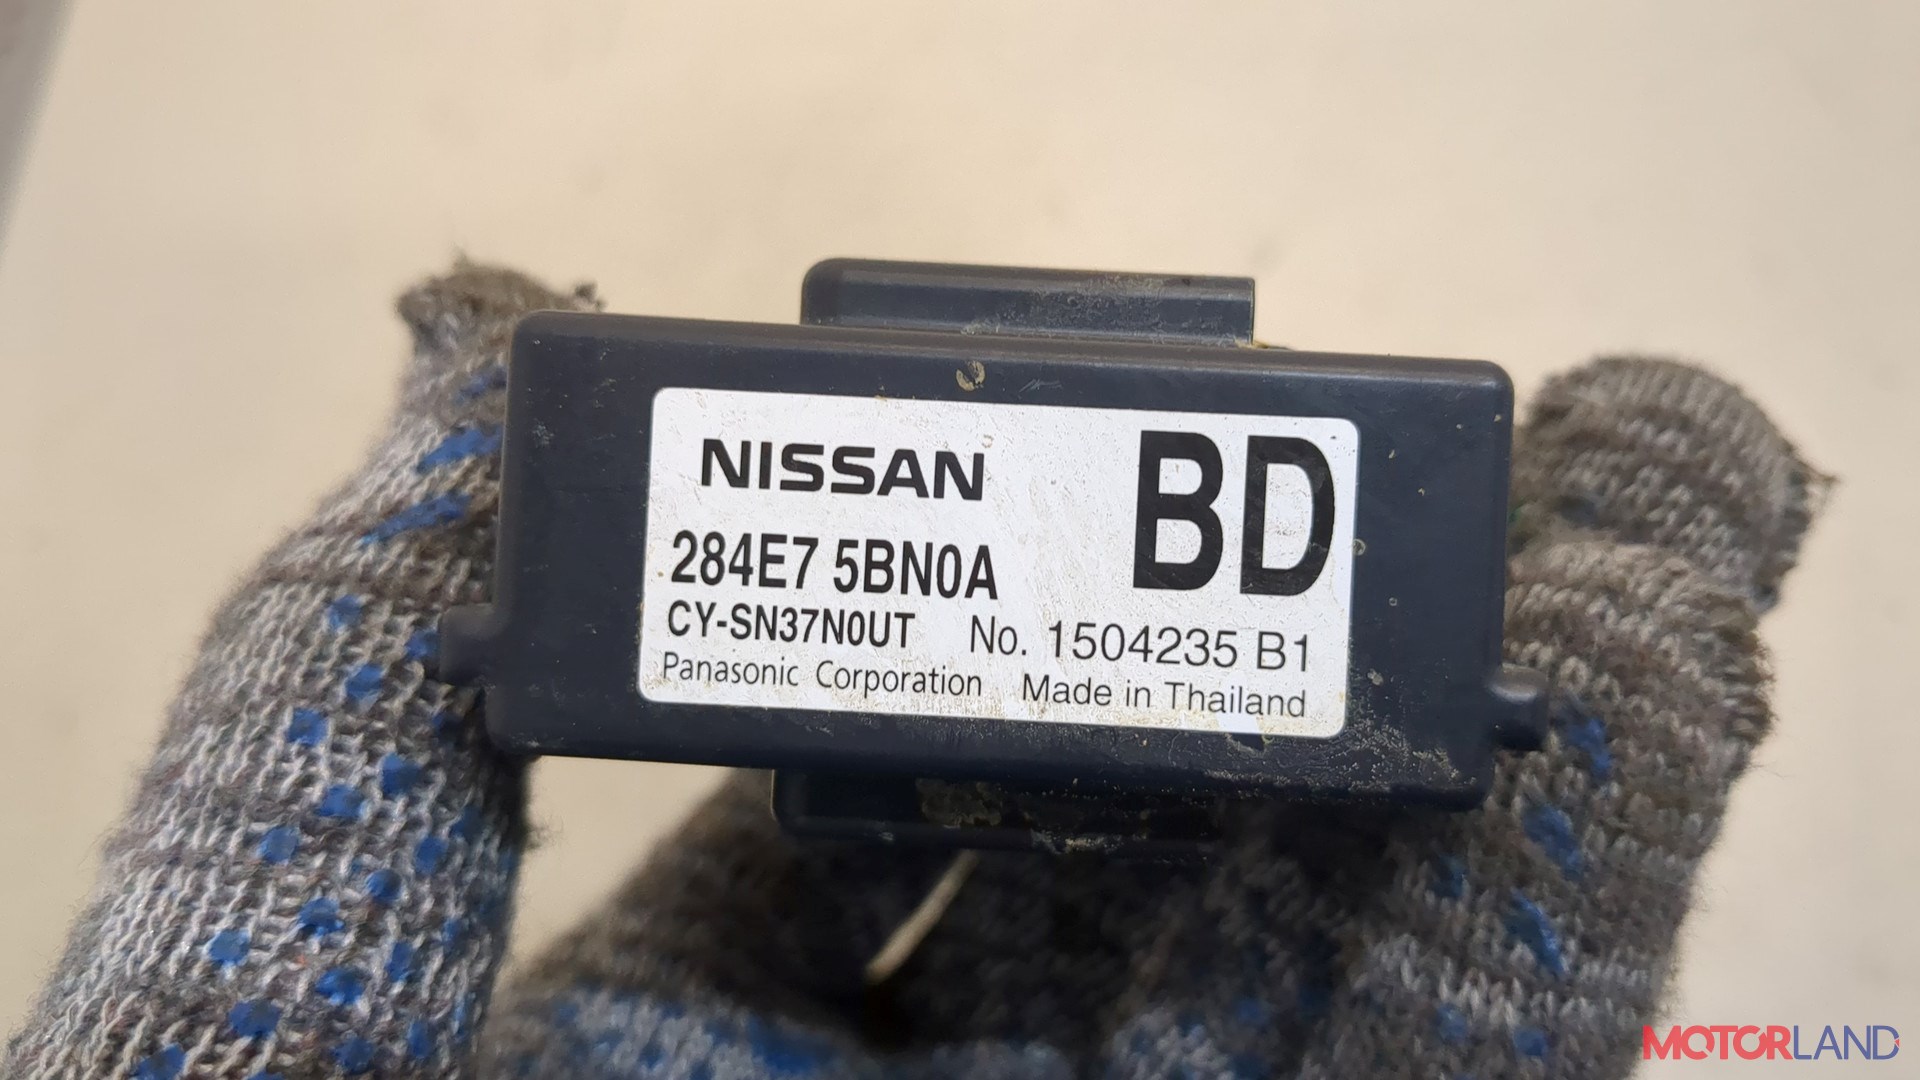 NISSAN
BD
284E7 5BN0A
CY-SN37N0UT No. 1504235 B1
Panasonic Corporation Made in Thailand
MOTORLAND